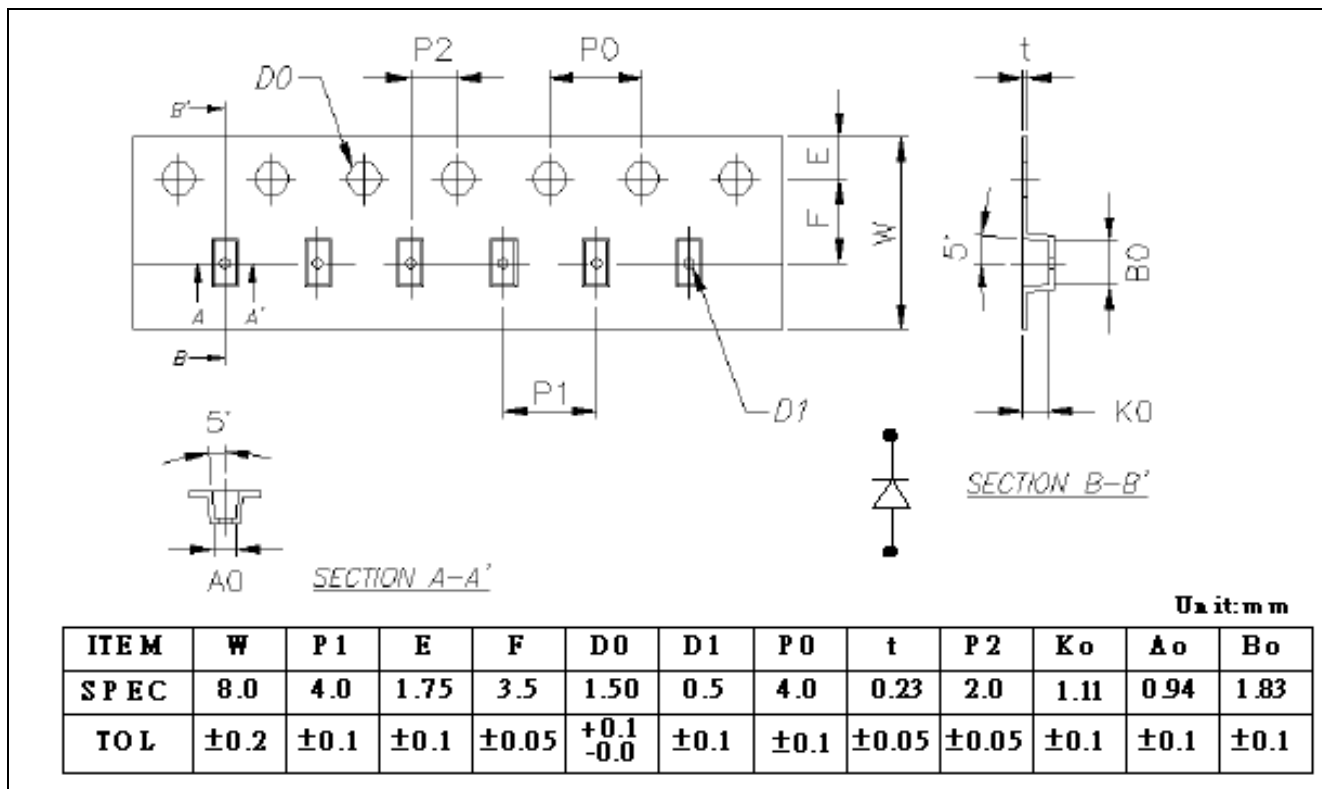 P2
P0
t
D0
B'
E
F
W
5'
B0
A
A'
B
P1
D1
K0
5'
SECTION B-B'
A0
SECTION A-A'
Unit:mm
ITEM W P1 E F D0 D1 P0 t P2 Ko Ao Bo
SPEC 8.0 4.0 1.75 3.5 1.50 0.5 4.0 0.23 2.0 1.11 0.94 1.83
TOL ±0.2 ±0.1 ±0.1 ±0.05 +0.1 -0.0 ±0.1 ±0.1 ±0.05 ±0.05 ±0.1 ±0.1 ±0.1